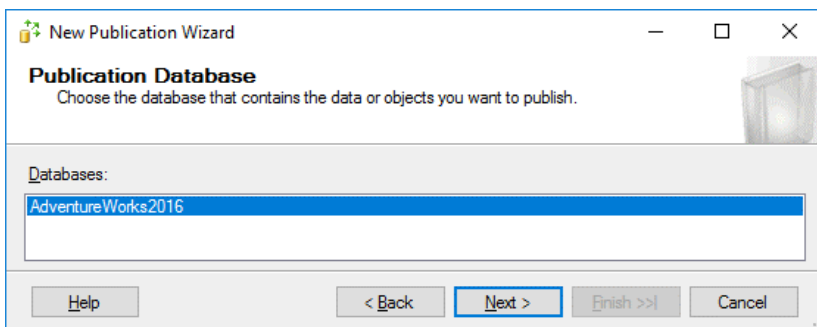 New Publication Wizard
Publication Database
Choose the database that contains the data or objects you want to publish.
Databases:
AdventureWorks2016
Help < Back Next > Finish >>| Cancel